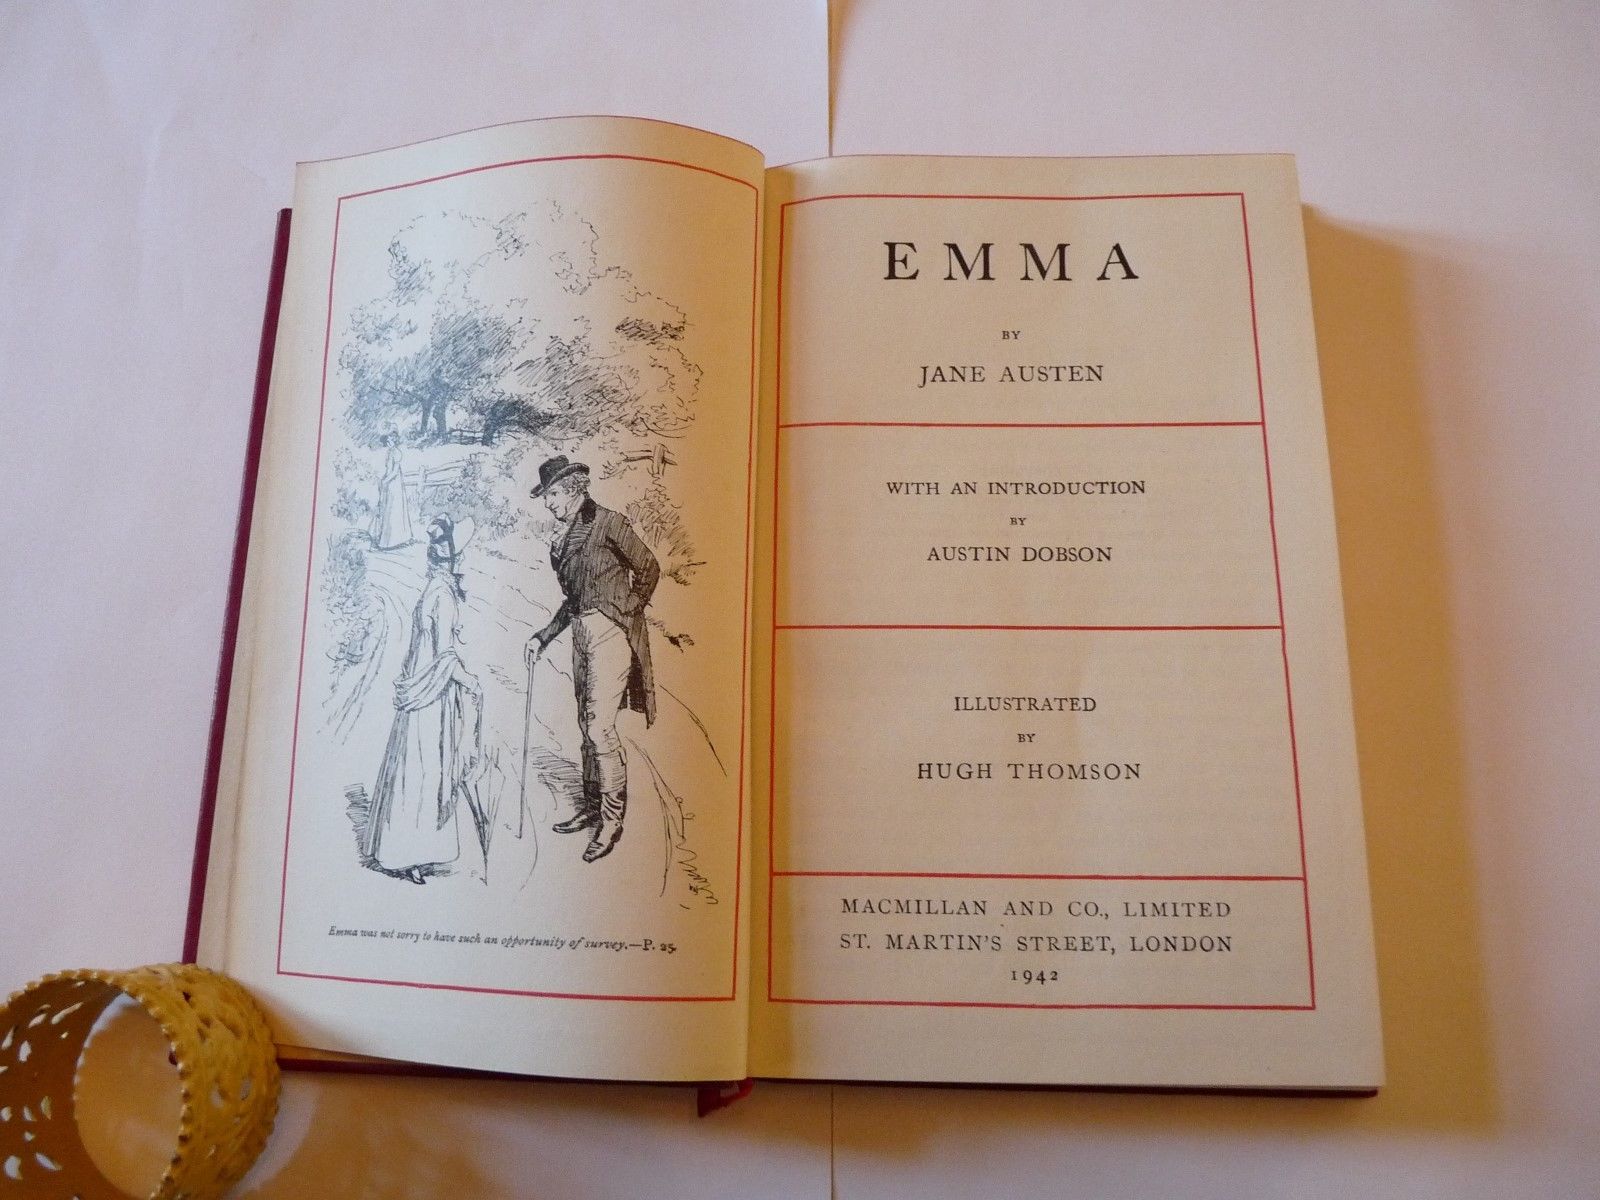 Emma was not sorry to have such an opportunity of survey.—P. 25.
EMMA
BY
JANE AUSTEN
WITH AN INTRODUCTION
BY
AUSTIN DOBSON
ILLUSTRATED
BY
HUGH THOMSON
MACMILLAN AND CO., LIMITED
ST. MARTIN'S STREET, LONDON
1942